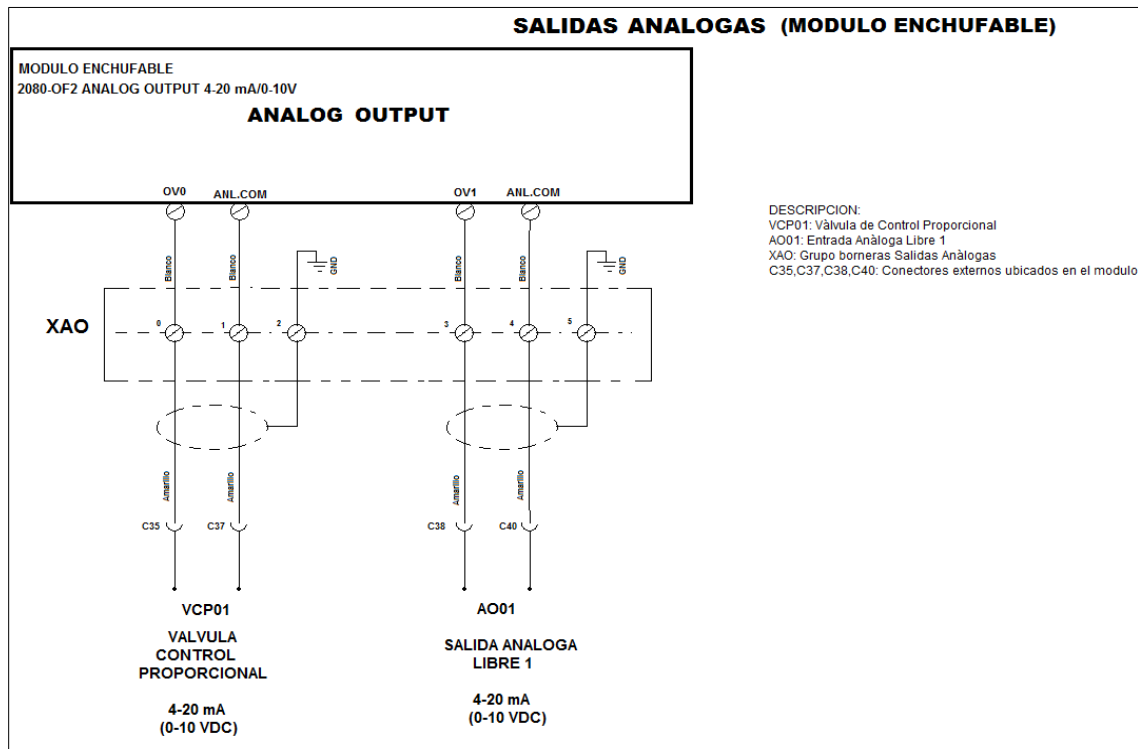 SALIDAS ANALOGAS (MODULO ENCHUFABLE)
MODULO ENCHUFABLE
2080-OF2 ANALOG OUTPUT 4-20 mA/0-10V
ANALOG OUTPUT
OV0
ANL.COM
OV1
ANL.COM
DESCRIPCION:
VCP01: Vàlvula de Control Proporcional
AO01: Entrada Anàloga Libre 1
XAO: Grupo borneras Salidas Anàlogas
C35,C37,C38,C40: Conectores externos ubicados en el modulo
Blanco
Blanco
GND
Blanco
Blanco
GND
XAO
0
1
2
3
4
5
Amarillo
Amarillo
Amarillo
Amarillo
C35
C37
C38
C40
VCP01
VALVULA
CONTROL
PROPORCIONAL
4-20 mA
(0-10 VDC)
AO01
SALIDA ANALOGA
LIBRE 1
4-20 mA
(0-10 VDC)